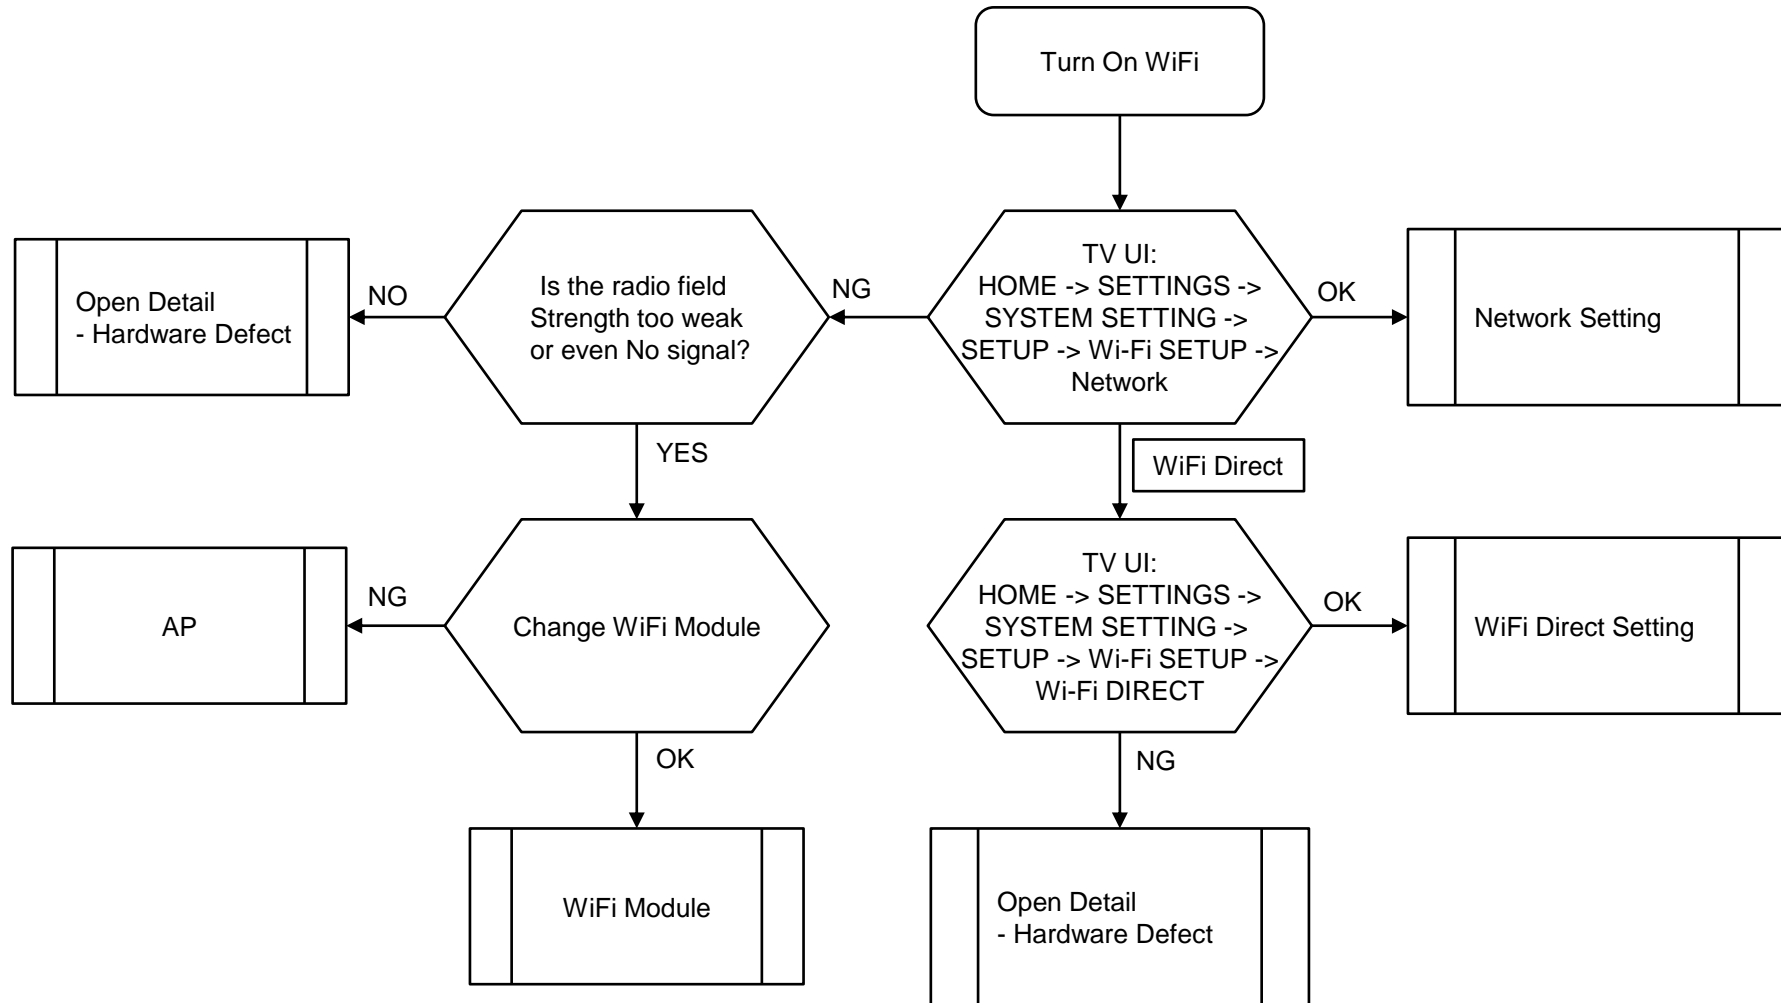 Turn On WiFi
Open Detail
- Hardware Defect
NO
Is the radio field
Strength too weak
or even No signal?
NG
TV UI:
HOME -> SETTINGS ->
SYSTEM SETTING ->
SETUP -> Wi-Fi SETUP ->
Network
OK
Network Setting
YES
WiFi Direct
AP
NG
Change WiFi Module
TV UI:
HOME -> SETTINGS ->
SYSTEM SETTING ->
SETUP -> Wi-Fi SETUP ->
Wi-Fi DIRECT
OK
WiFi Direct Setting
OK
NG
WiFi Module
Open Detail
- Hardware Defect